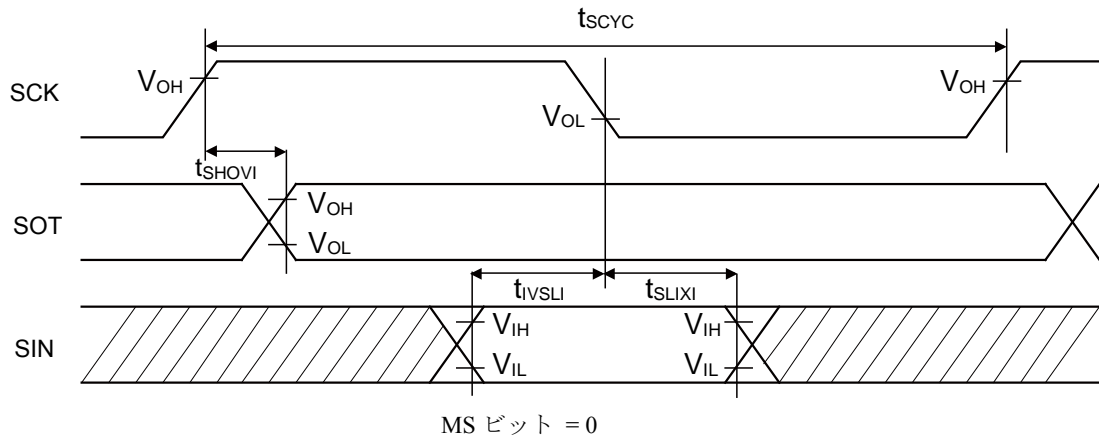 tSCYC
SCK
VOH
VOL
VOH
tSHOVI
SOT
VOH
VOL
tIVSLI
tSLIXI
SIN
VIH
VIH
VIL
VIL
MS ビット = 0